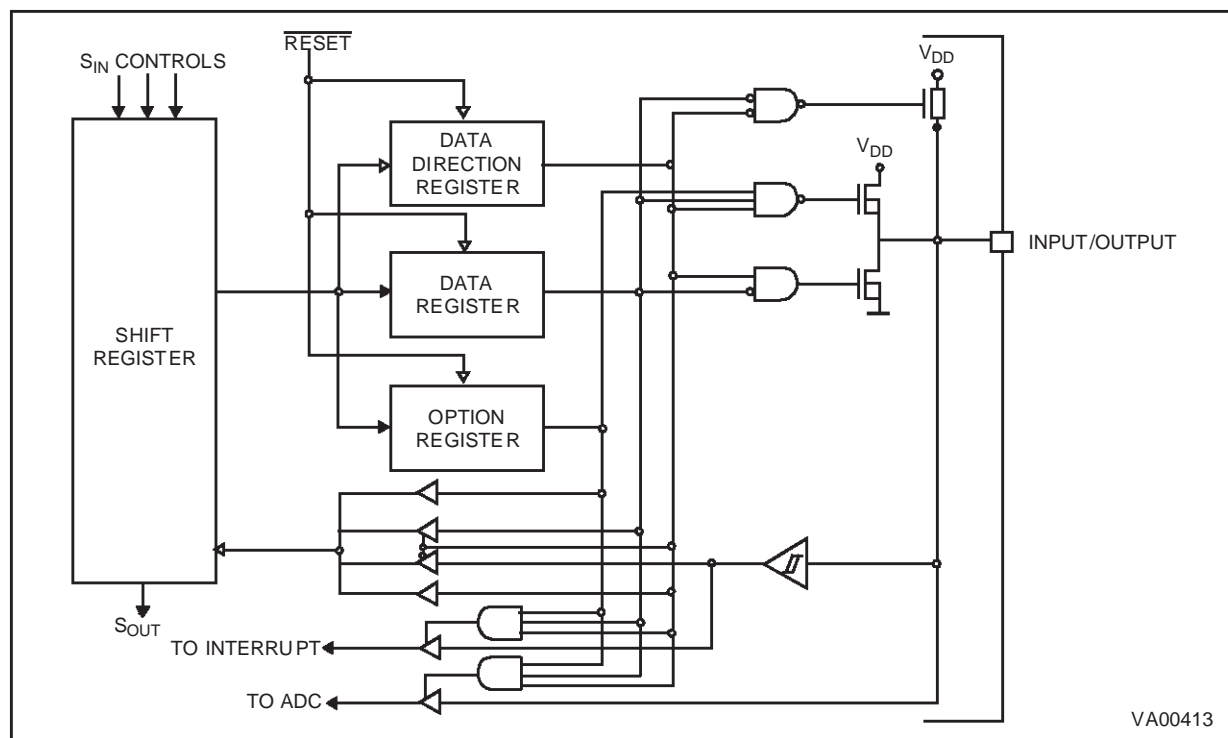 RESET
S_IN CONTROLS
V_DD
DATA
DIRECTION
REGISTER
V_DD
INPUT/OUTPUT
DATA
REGISTER
SHIFT
REGISTER
OPTION
REGISTER
S_OUT
TO INTERRUPT
TO ADC
VA00413